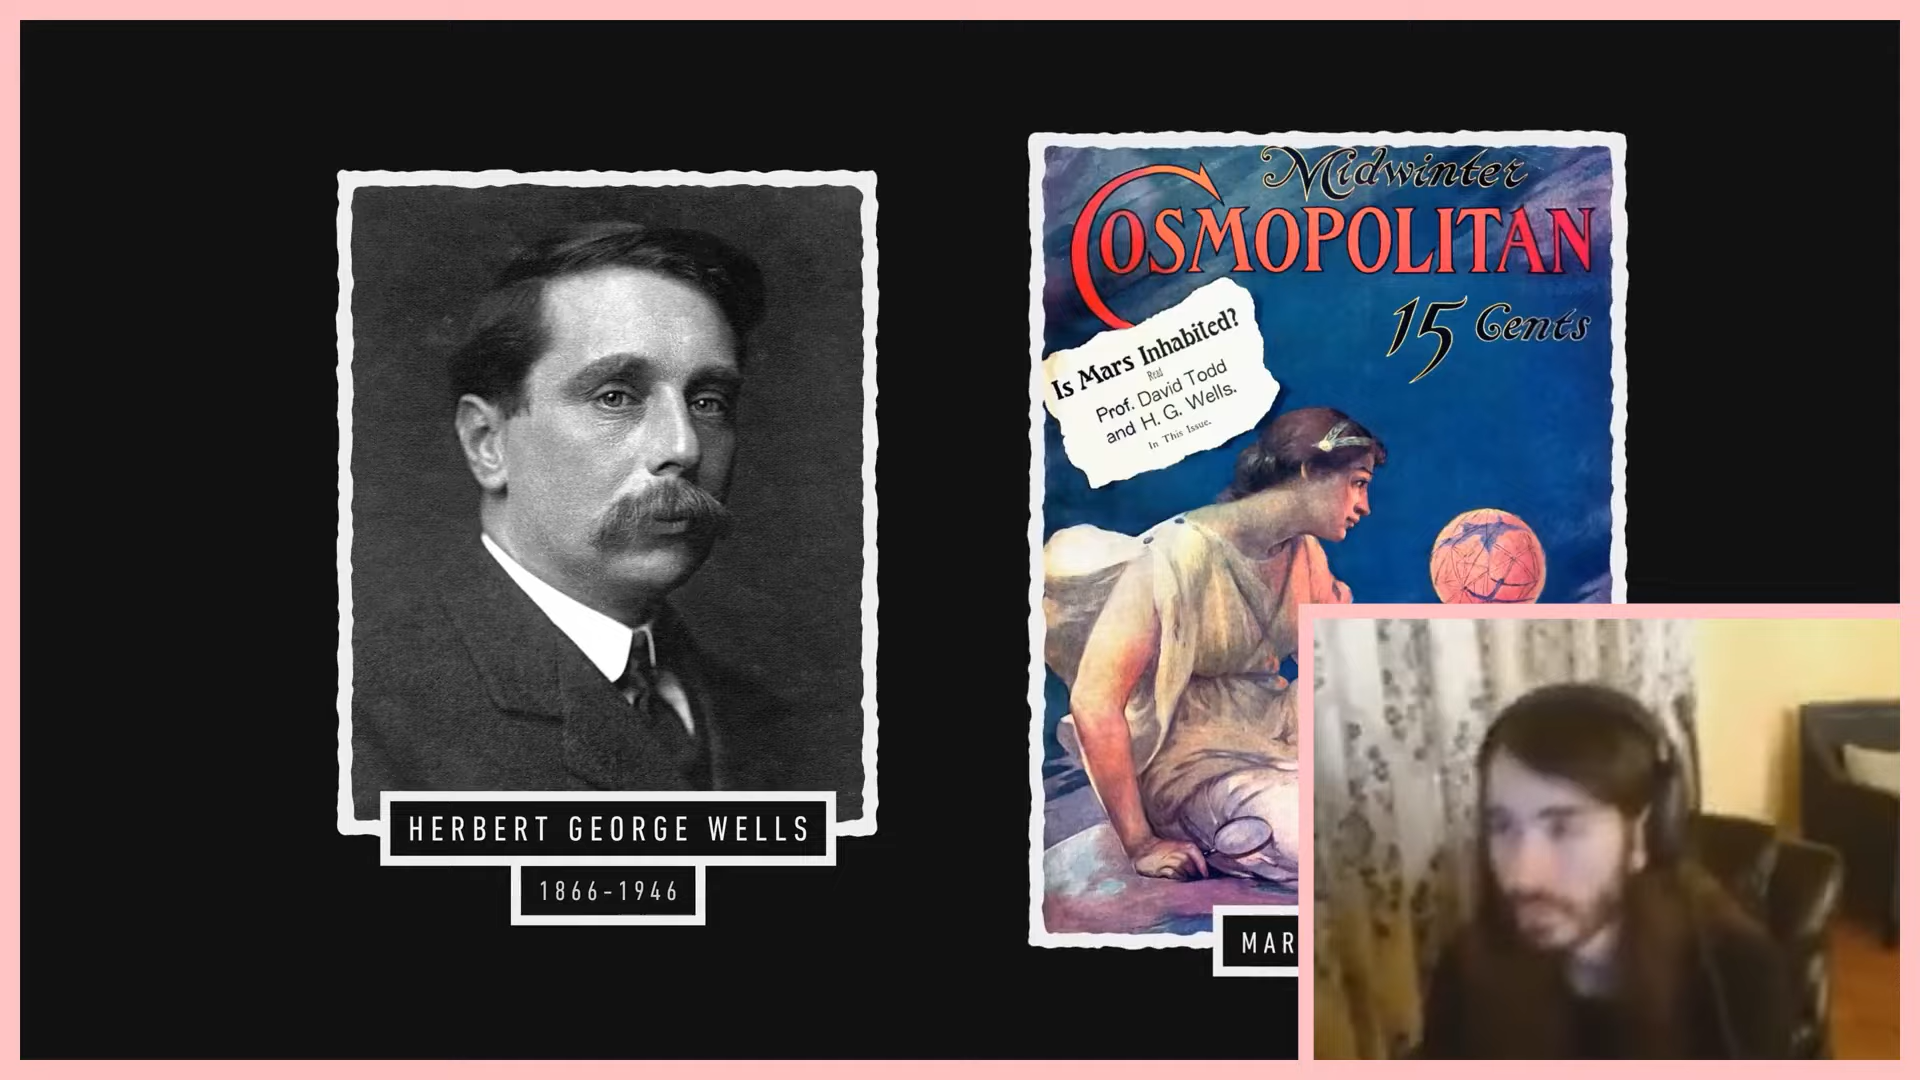 HERBERT GEORGE WELLS
1866-1946
Midwinter
COSMOPOLITAN
15 Cents
Is Mars Inhabited?
Read
Prof. David Todd
and H. G. Wells.
In This Issue.
MAR